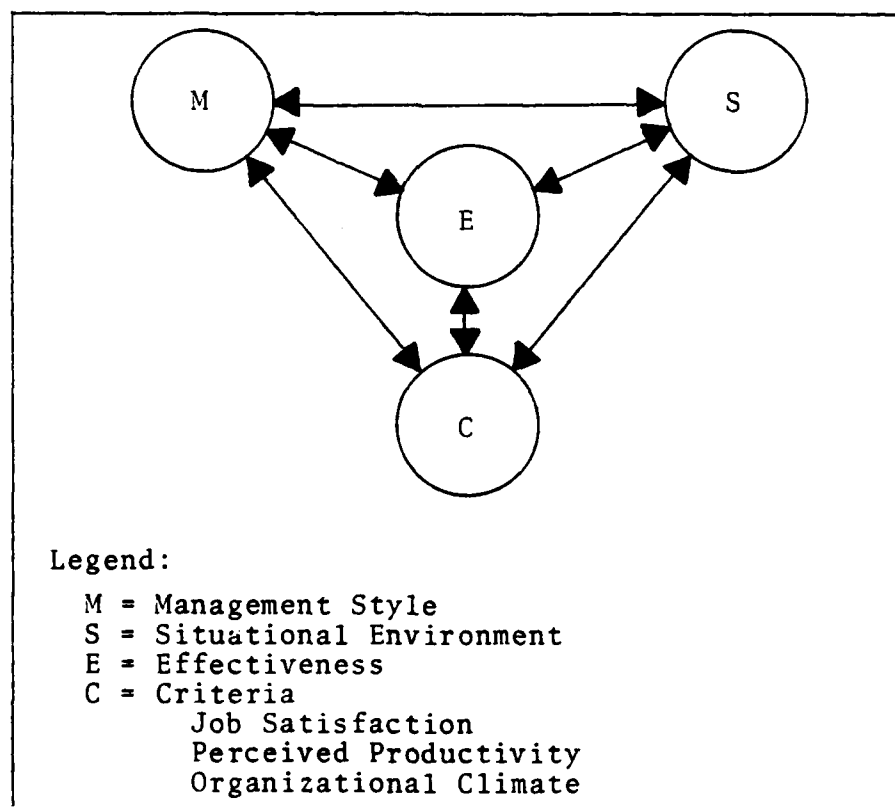 M
S
E
C
Legend:
M = Management Style
S = Situational Environment
E = Effectiveness
C = Criteria
Job Satisfaction
Perceived Productivity
Organizational Climate